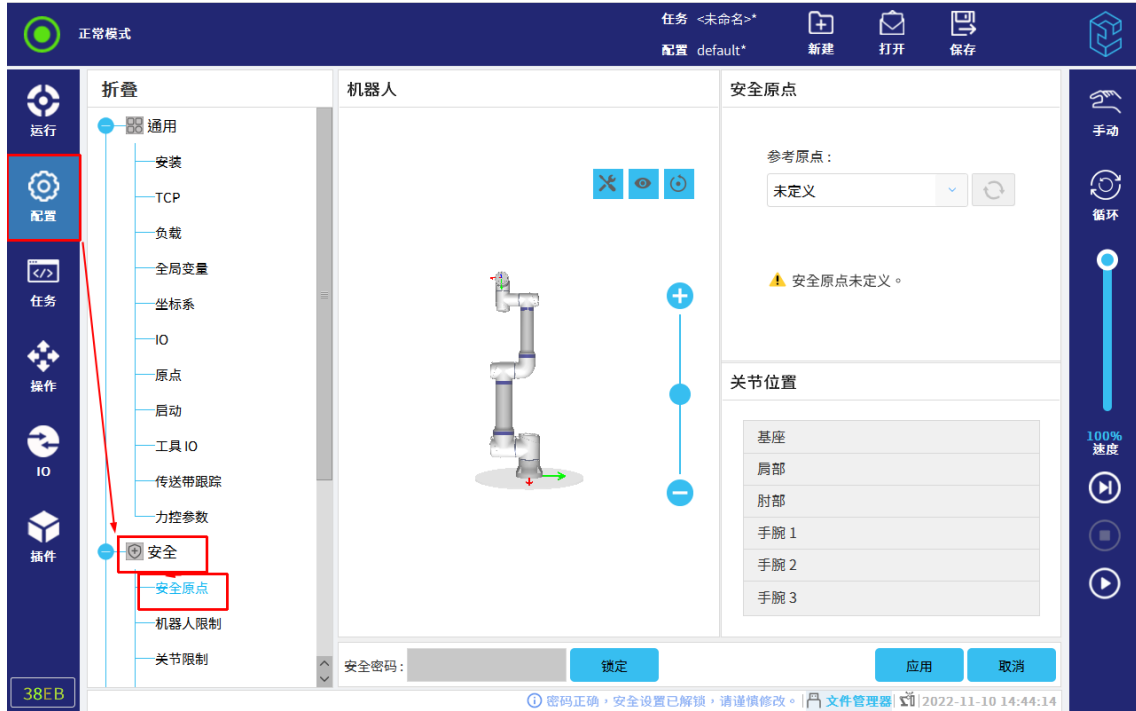 正常模式
任务 <未命名>*
配置 default*
新建
打开
保存
运行
配置
任务
操作
IO
插件
38EB
折叠
通用
安装
TCP
负载
全局变量
坐标系
IO
原点
启动
工具 IO
传送带跟踪
力控参数
安全
安全原点
机器人限制
关节限制
机器人
安全原点
参考原点 :
未定义
安全原点未定义。
关节位置
基座
肩部
肘部
手腕 1
手腕 2
手腕 3
安全密码 :
锁定
应用
取消
密码正确，安全设置已解锁，请谨慎修改。
文件管理器
2022-11-10 14:44:14
手动
循环
100%
速度